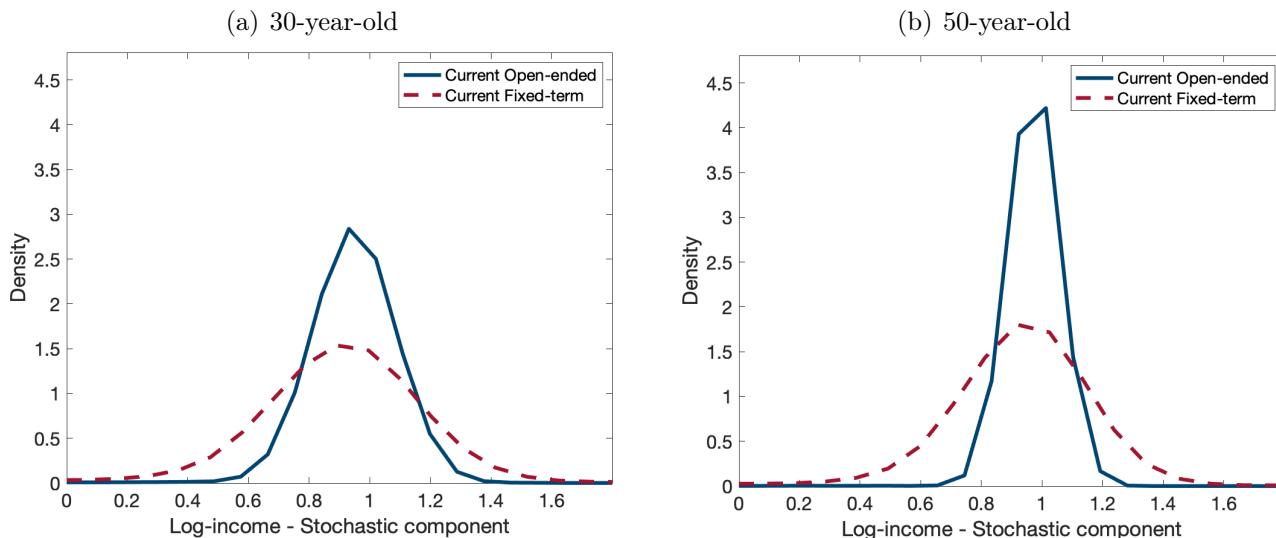 (a) 30-year-old
4.5
4
3.5
3
2.5
2
1.5
1
0.5
0
Density
Current Open-ended
Current Fixed-term
0 0.2 0.4 0.6 0.8 1 1.2 1.4 1.6
Log-income - Stochastic component
(b) 50-year-old
4.5
4
3.5
3
2.5
2
1.5
1
0.5
0
Density
Current Open-ended
Current Fixed-term
0 0.2 0.4 0.6 0.8 1 1.2 1.4 1.6
Log-income - Stochastic component